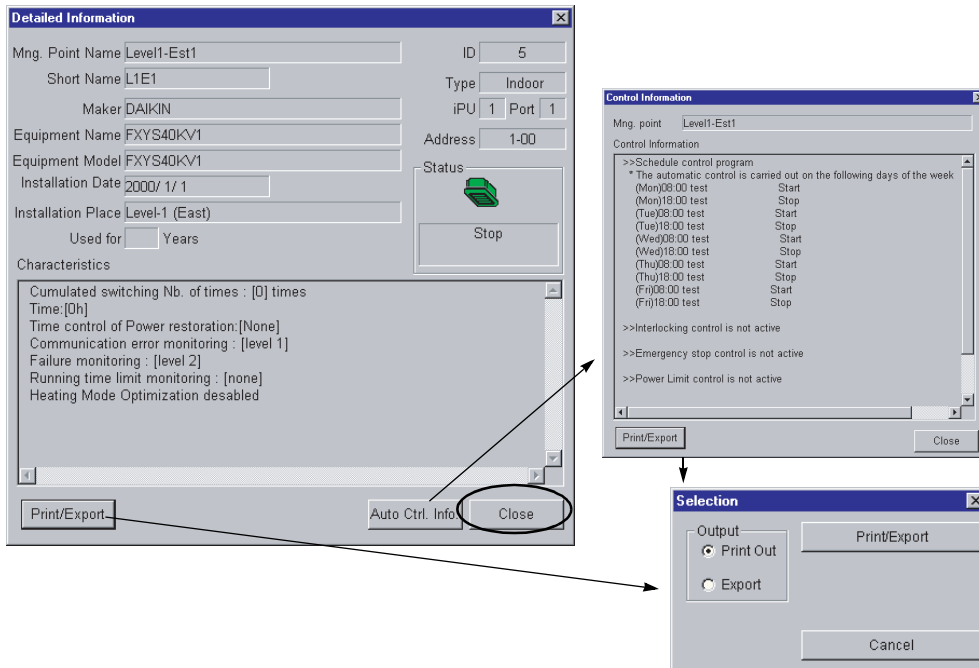 Detailed Information
Mng. Point Name Level1-Est1
ID 5
Short Name L1E1
Type Indoor
Maker DAIKIN
iPU 1 Port 1
Equipment Name FXYS40KV1
Address 1-00
Equipment Model FXYS40KV1
Status
Installation Date 2000/ 1/ 1
Installation Place Level-1 (East)
Stop
Used for Years
Characteristics
Cumulated switching Nb. of times : [0] times
Time:[0h]
Time control of Power restoration:[None]
Communication error monitoring : [level 1]
Failure monitoring : [level 2]
Running time limit monitoring : [none]
Heating Mode Optimization desabled
Print/Export
Auto Ctrl. Info.
Close
Control Information
Mng. point Level1-Est1
Control Information
>>Schedule control program
* The automatic control is carried out on the following days of the week
(Mon)08:00 test Start
(Mon)18:00 test Stop
(Tue)08:00 test Start
(Tue)18:00 test Stop
(Wed)08:00 test Start
(Wed)18:00 test Stop
(Thu)08:00 test Start
(Thu)18:00 test Stop
(Fri)08:00 test Start
(Fri)18:00 test Stop
>>Interlocking control is not active
>>Emergency stop control is not active
>>Power Limit control is not active
Print/Export
Close
Selection
Output
Print Out
Export
Print/Export
Cancel